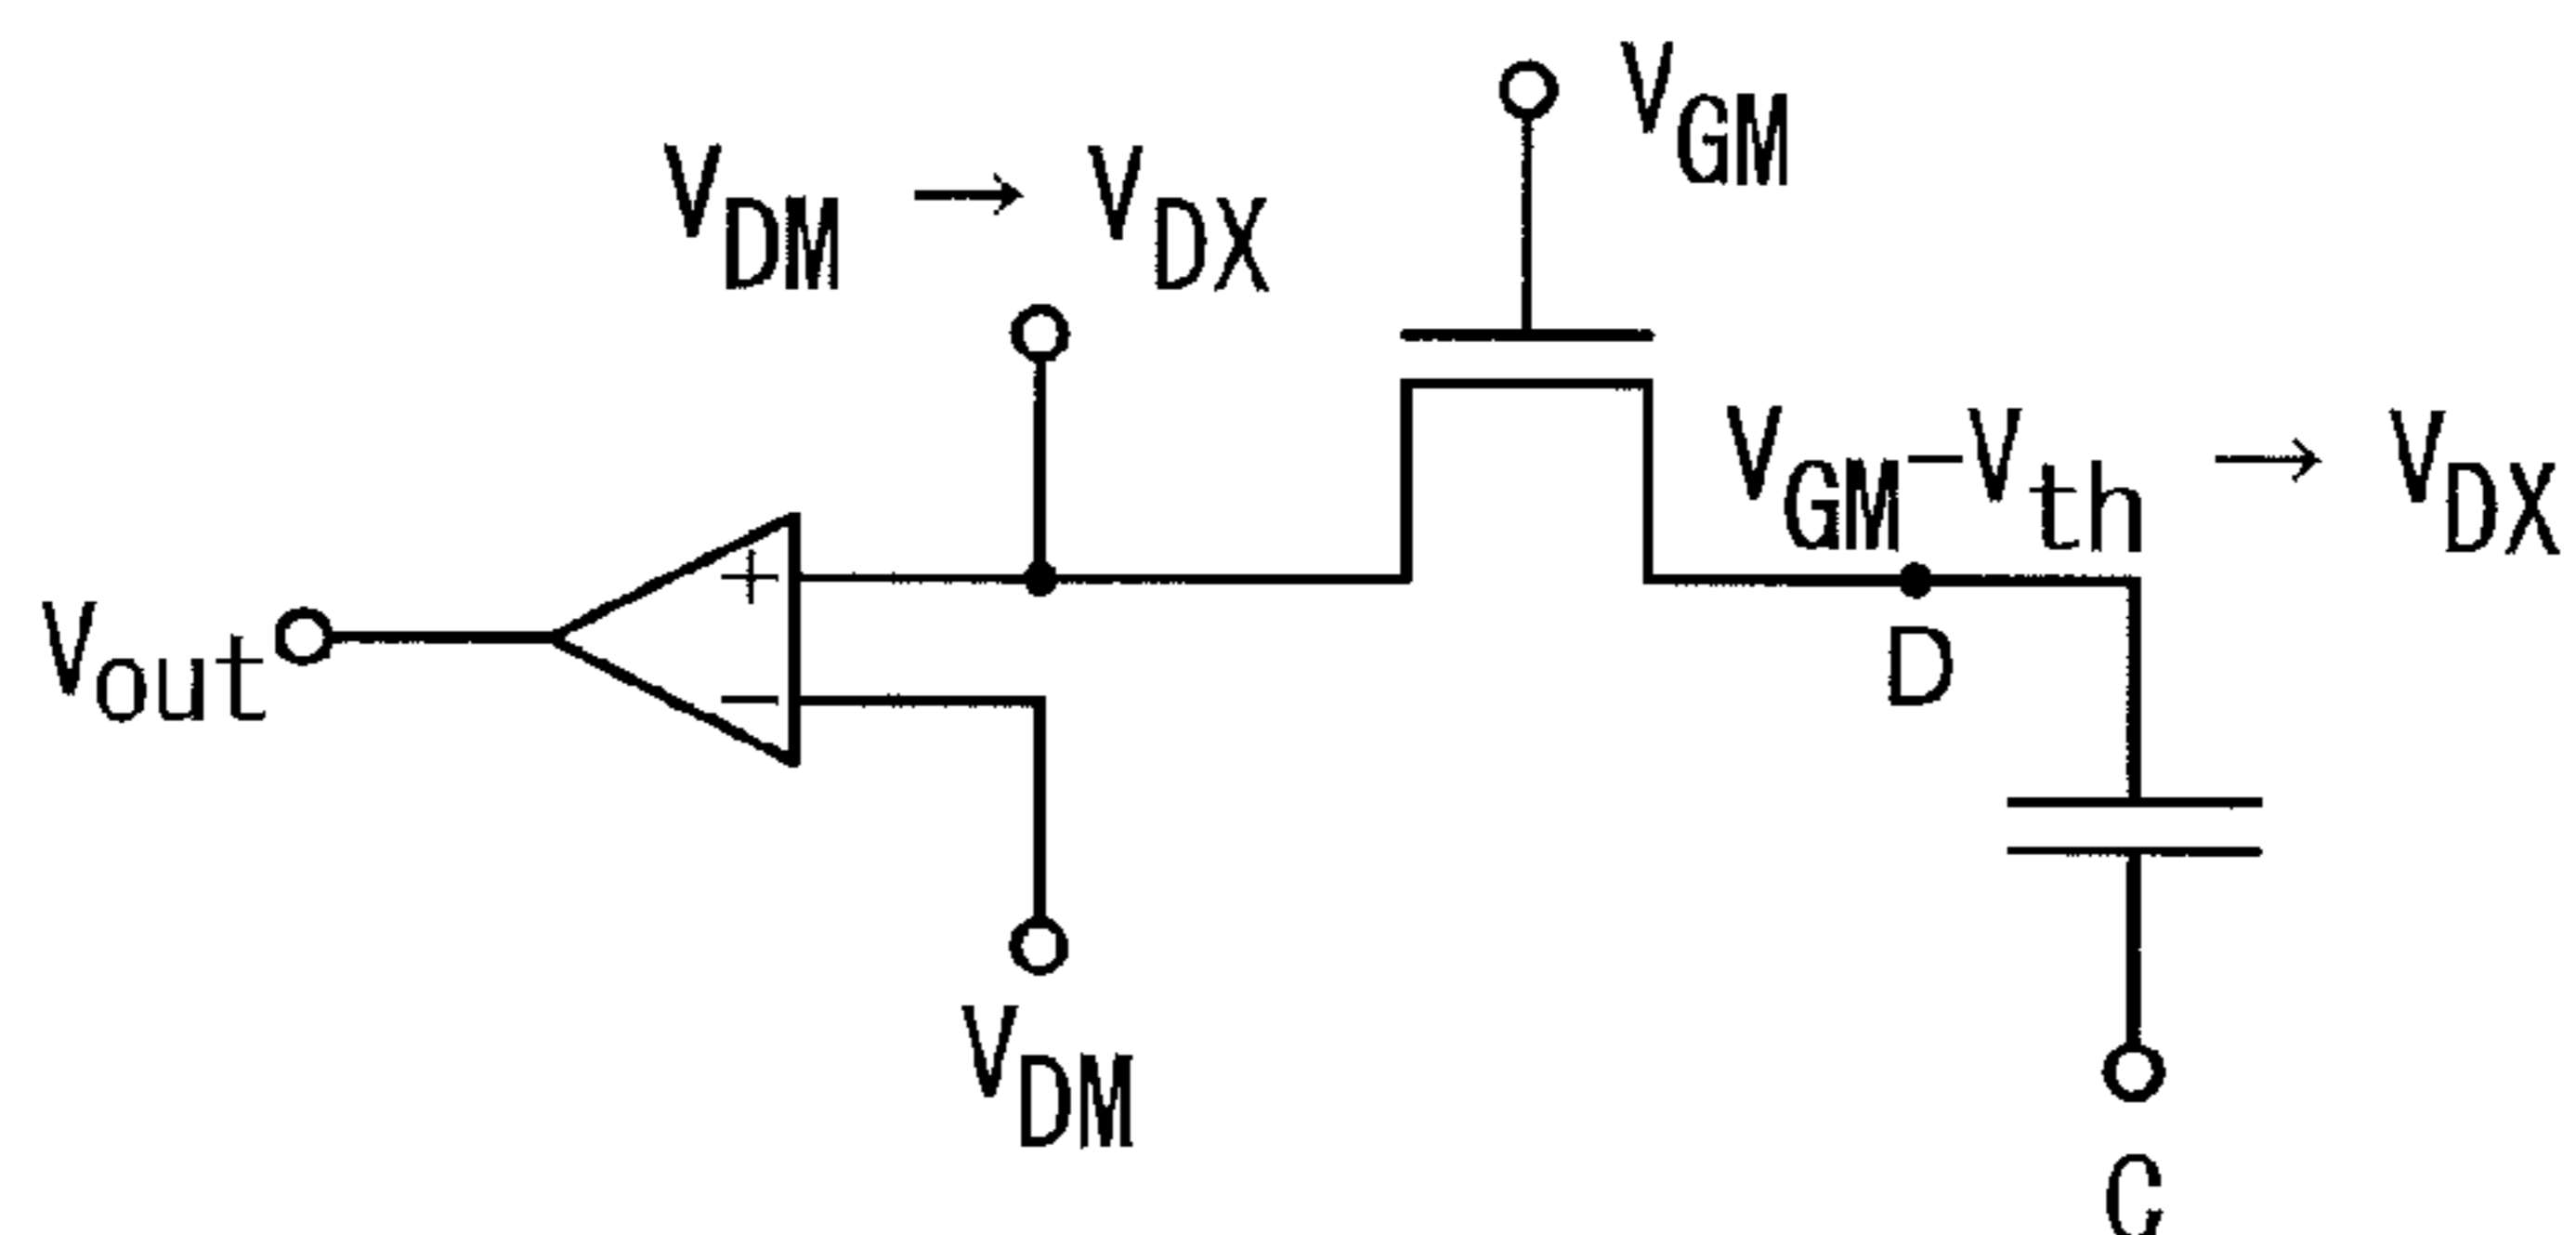 V_GM
V_DM → V_DX
V_GM-V_th → V_DX
+
V_out
D
−
V_DM
C